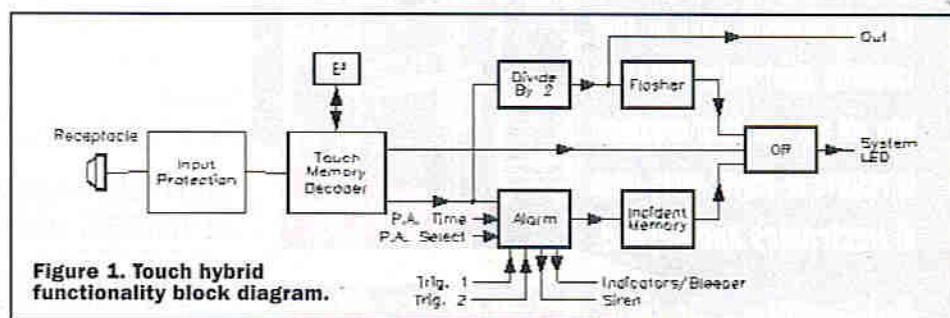 Receptacle
Input
Protection
E²
Touch
Memory
Decoder
Divide
By 2
Flasher
Out
OR
System
LED
P.A. Time
P.A. Select
Alarm
Incident
Memory
Trig. 1
Trig. 2
Indicators/Bleeper
Siren
Figure 1. Touch hybrid
functionality block diagram.